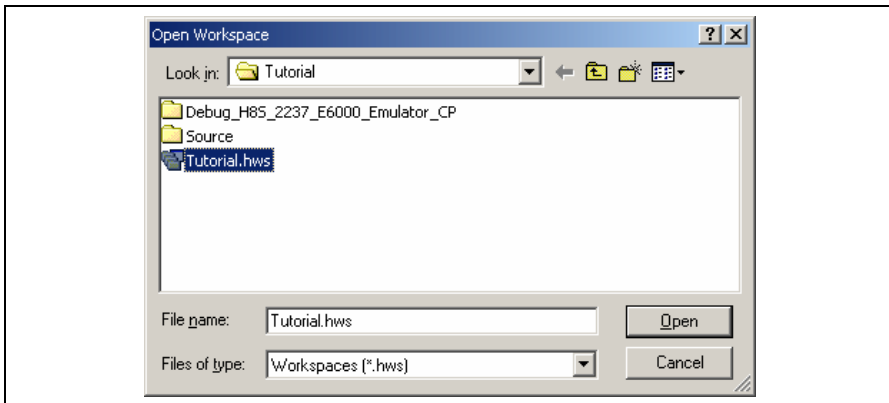 Open Workspace
Look in: Tutorial
Debug_H8S_2237_E6000_Emulator_CP
Source
Tutorial.hws
File name: Tutorial.hws Open
Files of type: Workspaces (*.hws) Cancel